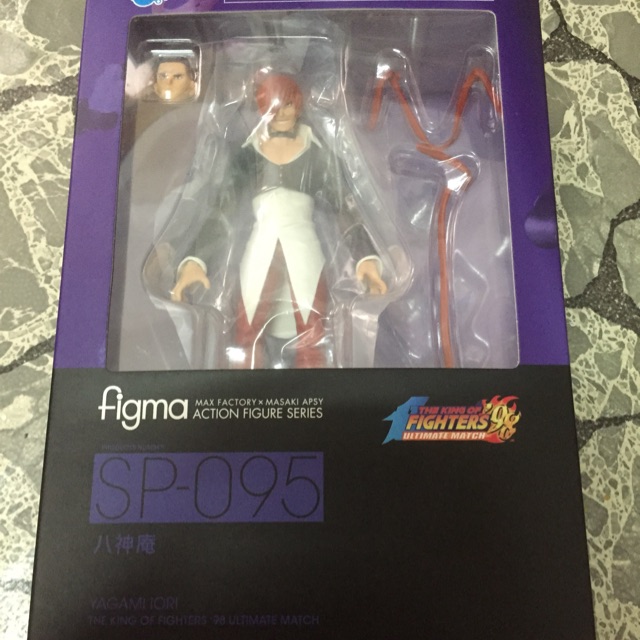 figma
MAX FACTORY × MASAKI APSY
ACTION FIGURE SERIES
THE KING OF
FIGHTERS '98
ULTIMATE MATCH
SP-095
八神庵
YAGAMI IORI
THE KING OF FIGHTERS '98 ULTIMATE MATCH